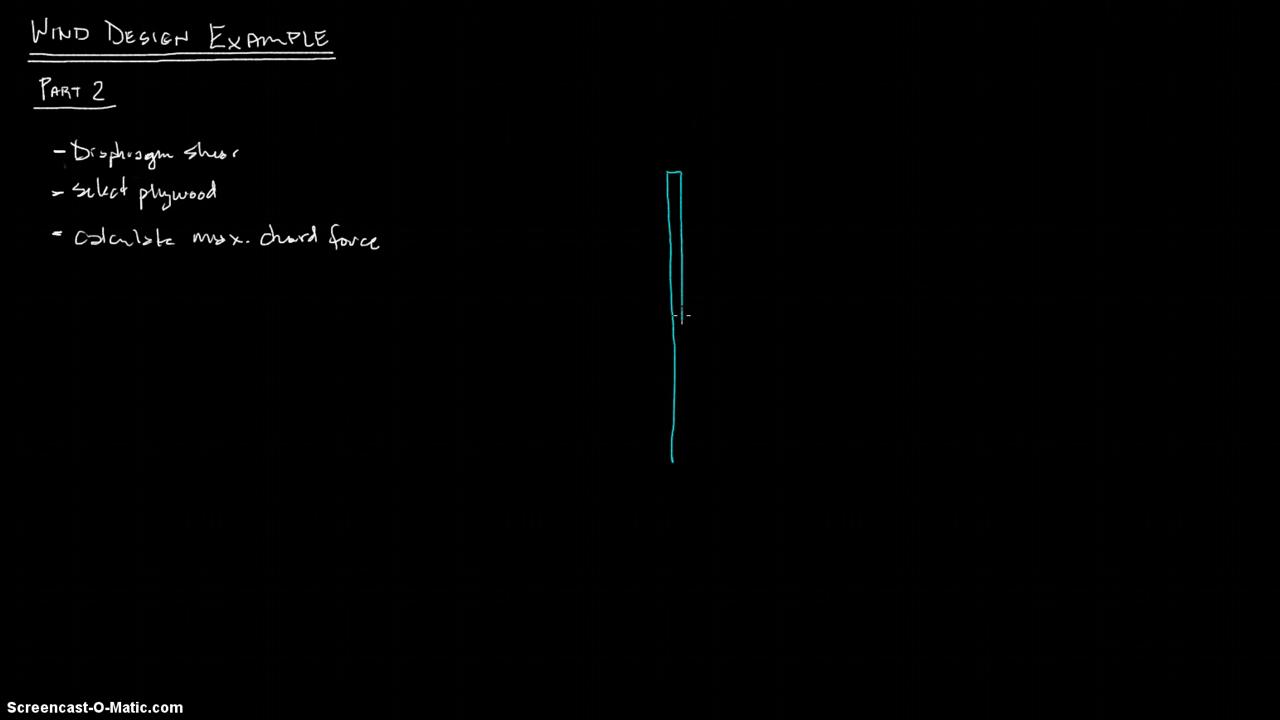 WIND DESIGN EXAMPLE
PART 2
- Diaphragm shear
- Select plywood
- Calculate max. chord force
Screencast-O-Matic.com